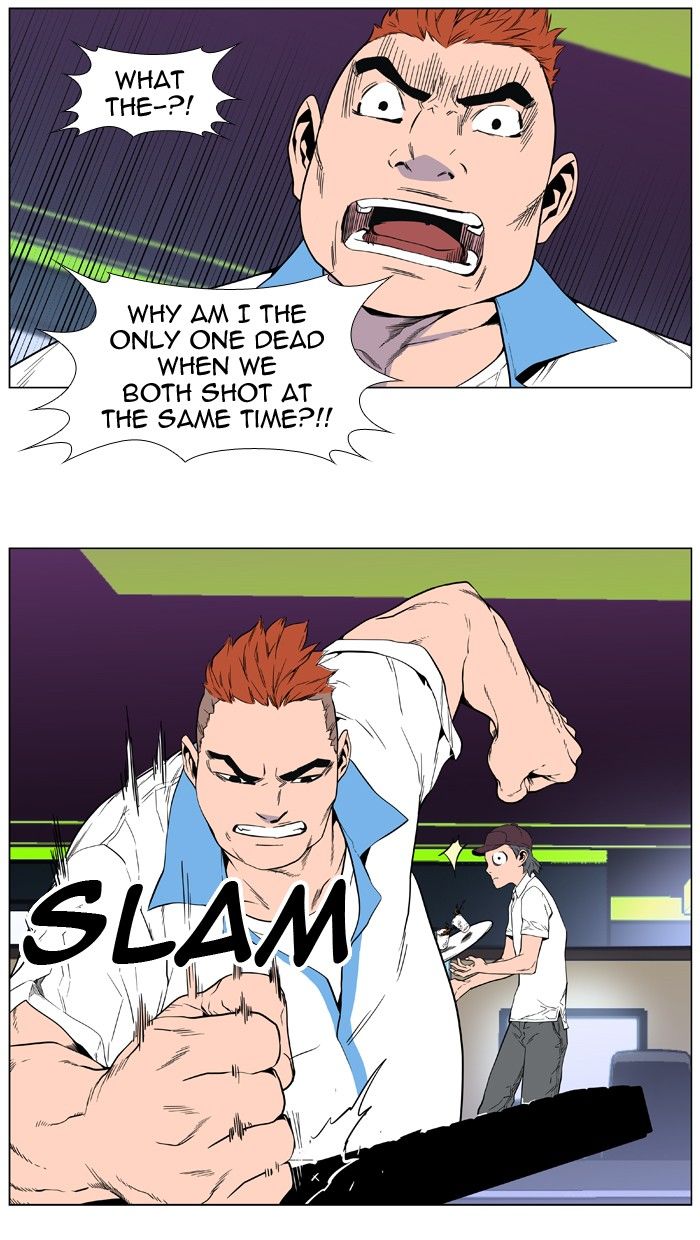 WHAT
THE-?!
WHY AM I THE
ONLY ONE DEAD
WHEN WE
BOTH SHOT AT
THE SAME TIME?!!
SLAM